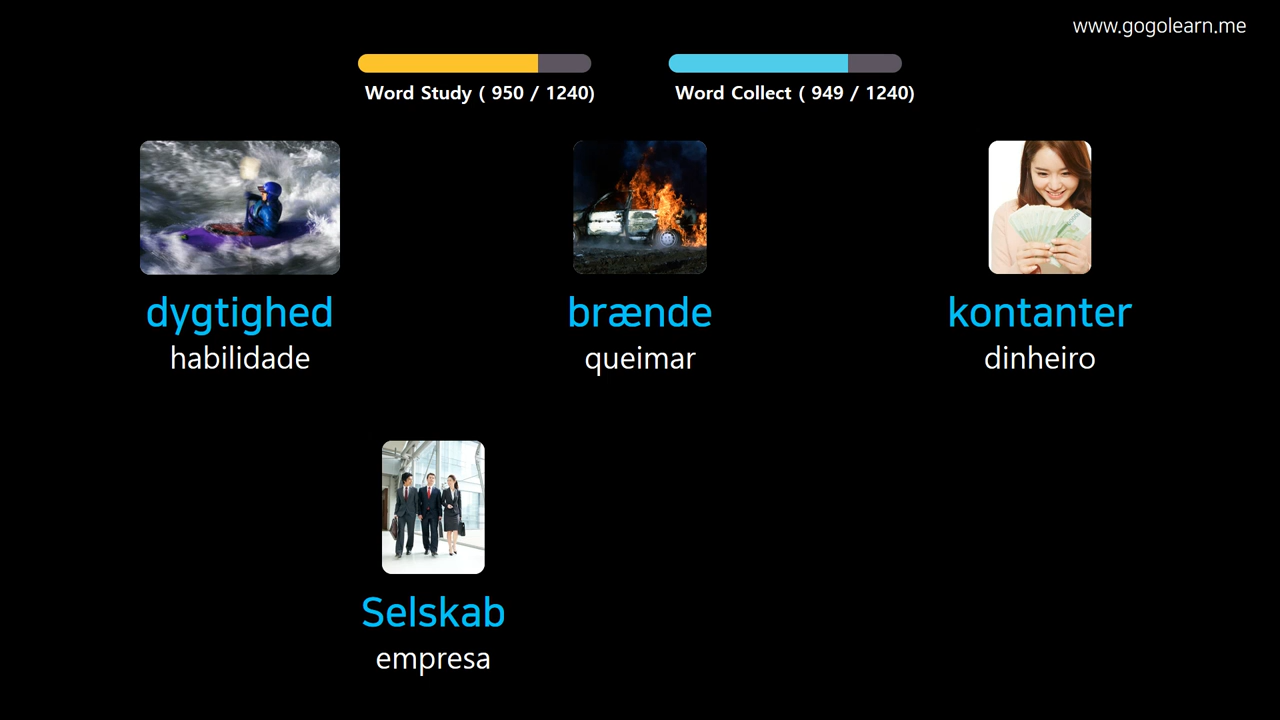 www.gogolearn.me
Word Study ( 950 / 1240)
Word Collect ( 949 / 1240)
dygtighed
habilidade
brænde
queimar
kontanter
dinheiro
Selskab
empresa